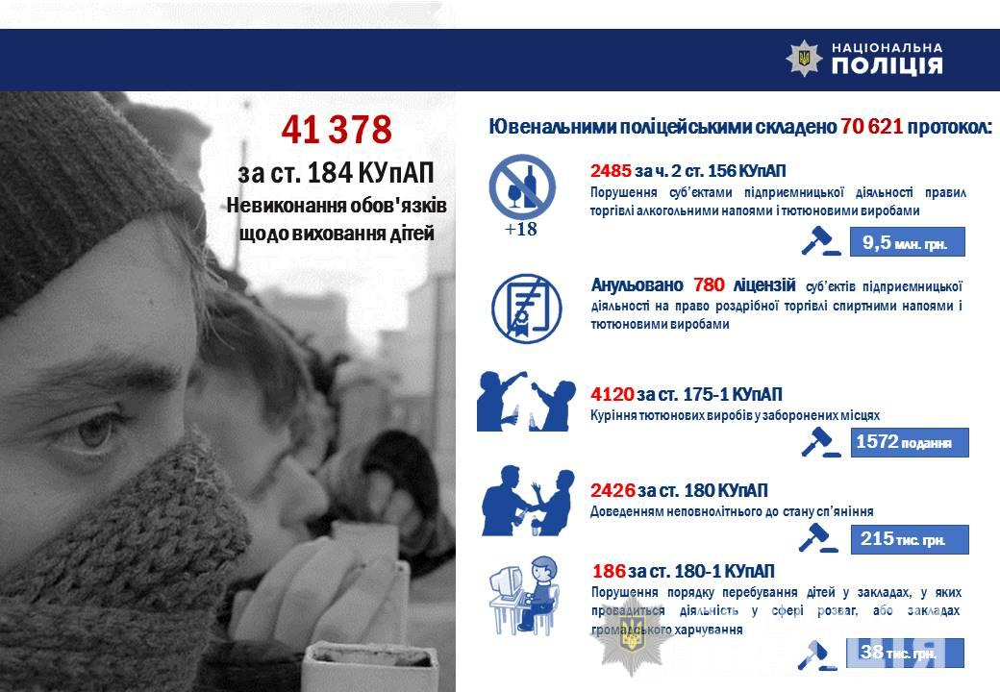 НАЦІОНАЛЬНА
ПОЛІЦІЯ
41 378
за ст. 184 КУпАП
Невиконання обов'язків
щодо виховання дітей
Ювенальними поліцейськими складено 70 621 протокол:
2485 за ч. 2 ст. 156 КУпАП
Порушення суб’єктами підприємницької діяльності правил
торгівлі алкогольними напоями і тютюновими виробами
+18
9,5 млн. грн.
Анульовано 780 ліцензій суб’єктів підприємницької
діяльності на право роздрібної торгівлі спиртними напоями і
тютюновими виробами
4120 за ст. 175-1 КУпАП
Куріння тютюнових виробів у заборонених місцях
1572 подання
2426 за ст. 180 КУпАП
Доведенням неповнолітнього до стану сп’яніння
215 тис. грн.
186 за ст. 180-1 КУпАП
Порушення порядку перебування дітей у закладах, у яких
провадиться діяльність у сфері розваг, або закладах
громадського харчування
38 тис. грн.